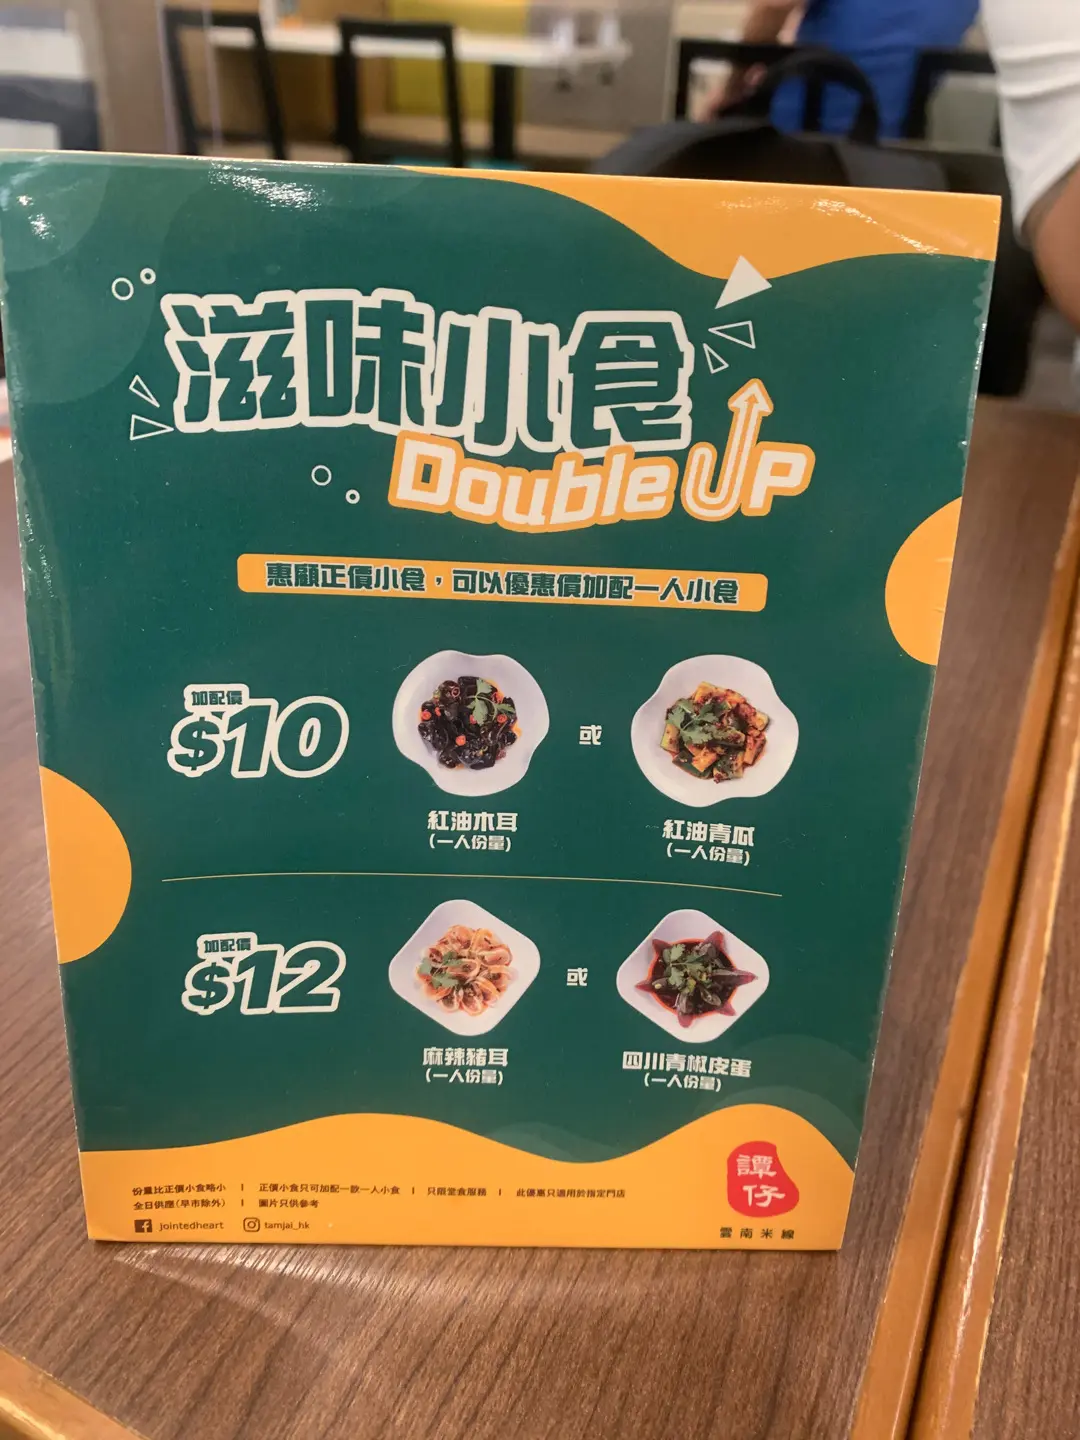 滋味小食
Double UP
惠顧正價小食，可以優惠價加配一人小食
加配價
$10
或
紅油木耳
(一人份量)
紅油青瓜
(一人份量)
加配價
$12
或
麻辣豬耳
(一人份量)
四川青椒皮蛋
(一人份量)
份量比正價小食略小 | 正價小食只可加配一款一人小食 | 只限堂食服務 | 此優惠只適用於指定門店
全日供應(早市除外) | 圖片只供參考
jointedheart tamjai_hk
譚仔
雲南米線